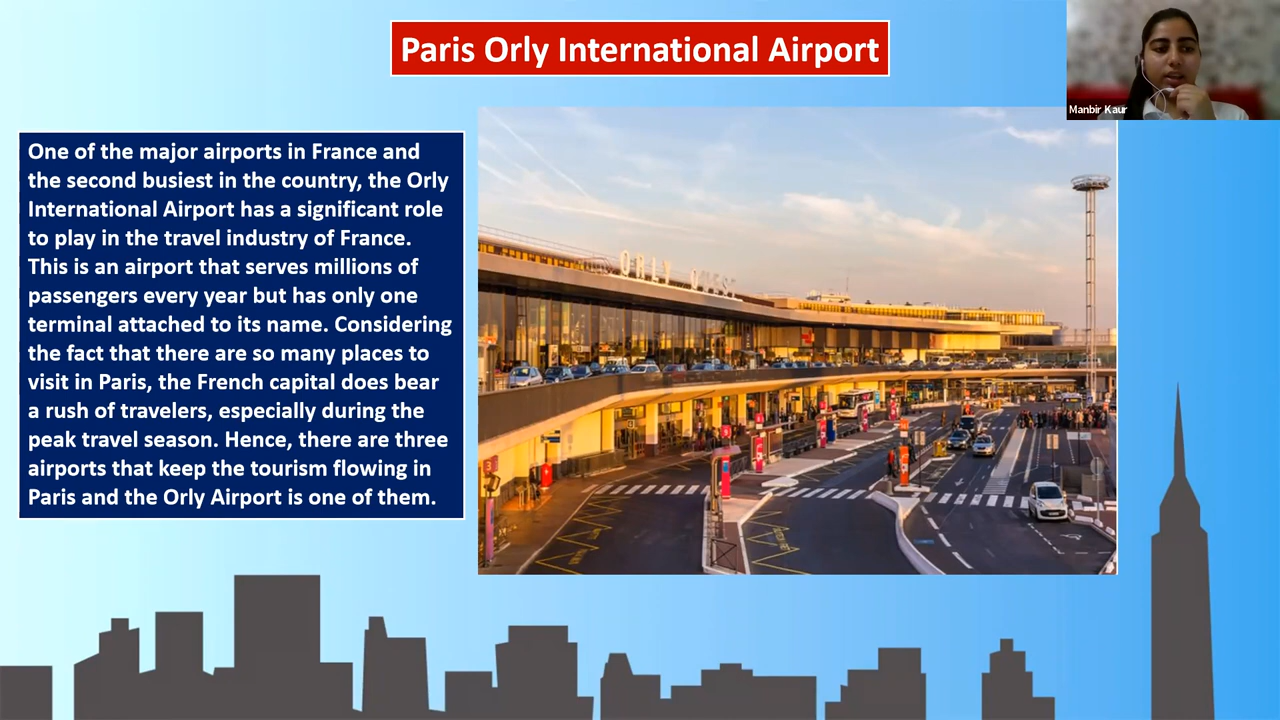 Paris Orly International Airport
Manbir Kaur
One of the major airports in France and
the second busiest in the country, the Orly
International Airport has a significant role
to play in the travel industry of France.
This is an airport that serves millions of
passengers every year but has only one
terminal attached to its name. Considering
the fact that there are so many places to
visit in Paris, the French capital does bear
a rush of travelers, especially during the
peak travel season. Hence, there are three
airports that keep the tourism flowing in
Paris and the Orly Airport is one of them.
ORLY OUEST